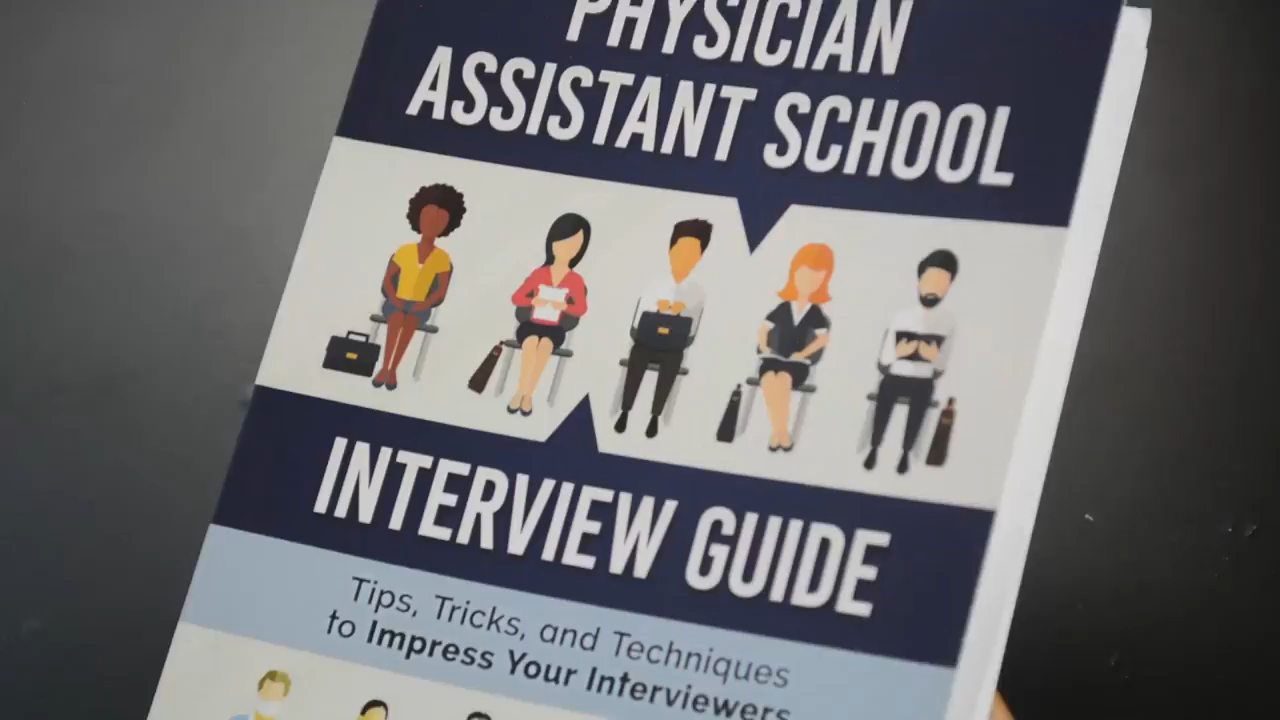 PHYSICIAN
ASSISTANT SCHOOL
INTERVIEW GUIDE
Tips, Tricks, and Techniques
to Impress Your Interviewers